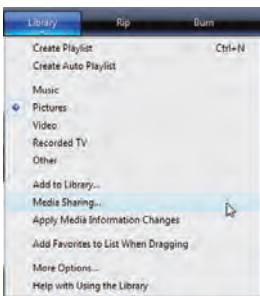 Library Rip Burn
Create Playlist Ctrl+N
Create Auto Playlist
Music
Pictures
Video
Recorded TV
Other
Add to Library...
Media Sharing...
Apply Media Information Changes
Add Favorites to List When Dragging
More Options...
Help with Using the Library